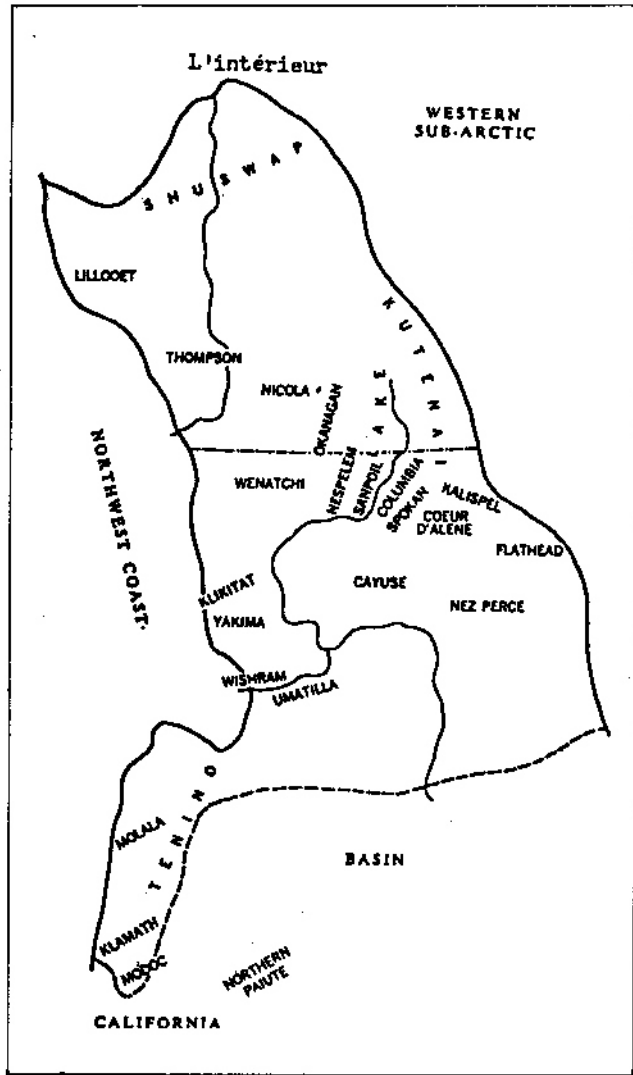 L'intérieur
WESTERN
SUB-ARCTIC
SHUSWAP
LILLOOET
KUTENAI
THOMPSON
NICOLA
OKANAGAN
LAKE
NORTHWEST COAST
WENATCHI
NESPELEM
SANPOIL
COLUMBIA
SPOKAN
KALISPEL
COEUR
D'ALENE
FLATHEAD
KLIKITAT
CAYUSE
YAKIMA
NEZ PERCE
WISHRAM
UMATILLA
TENINO
MOLALA
BASIN
KLAMATH
MODOC
NORTHERN
PAIUTE
CALIFORNIA